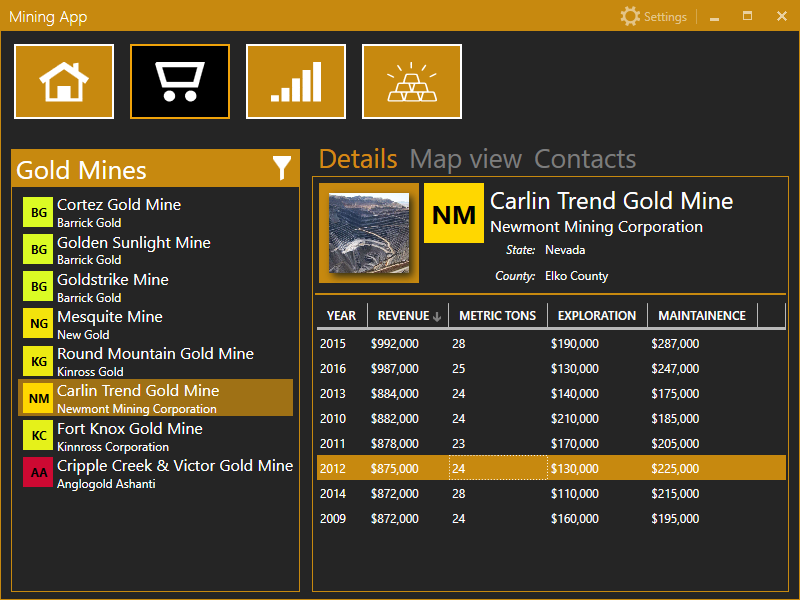 Mining App
Settings
Gold Mines
BG Cortez Gold Mine
Barrick Gold
BG Golden Sunlight Mine
Barrick Gold
BG Goldstrike Mine
Barrick Gold
NG Mesquite Mine
New Gold
KG Round Mountain Gold Mine
Kinross Gold
NM Carlin Trend Gold Mine
Newmont Mining Corporation
KC Fort Knox Gold Mine
Kinnross Corporation
AA Cripple Creek & Victor Gold Mine
Anglogold Ashanti
Details Map view Contacts
NM Carlin Trend Gold Mine
Newmont Mining Corporation
State: Nevada
County: Elko County
YEAR REVENUE METRIC TONS EXPLORATION MAINTAINENCE
2015 $992,000 28 $190,000 $287,000
2016 $987,000 25 $130,000 $247,000
2013 $884,000 24 $140,000 $175,000
2010 $882,000 24 $210,000 $185,000
2011 $878,000 23 $170,000 $205,000
2012 $875,000 24 $130,000 $225,000
2014 $872,000 28 $110,000 $215,000
2009 $872,000 24 $160,000 $195,000